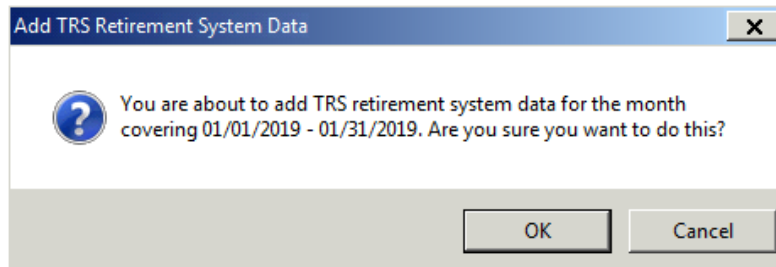 Add TRS Retirement System Data
You are about to add TRS retirement system data for the month
covering 01/01/2019 - 01/31/2019. Are you sure you want to do this?
OK
Cancel